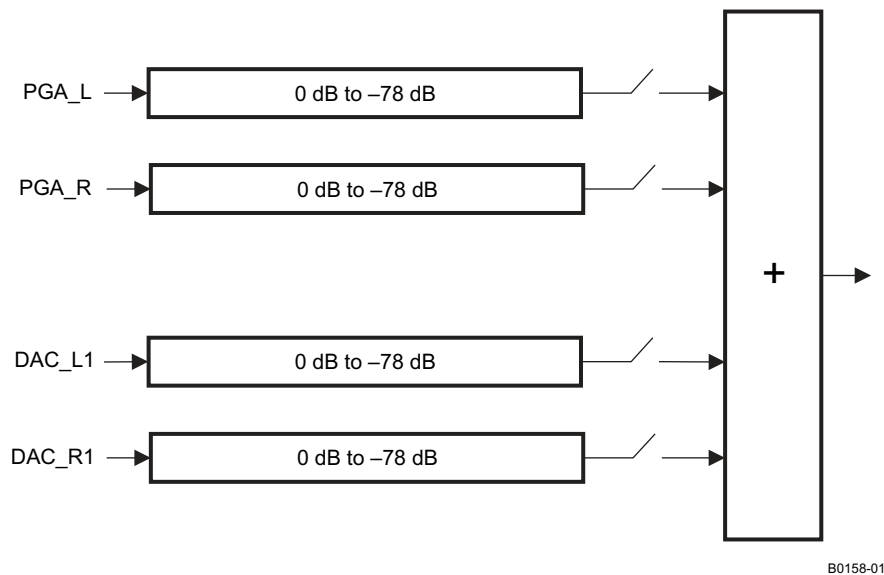 PGA_L
0 dB to –78 dB
PGA_R
0 dB to –78 dB
+
DAC_L1
0 dB to –78 dB
DAC_R1
0 dB to –78 dB
B0158-01